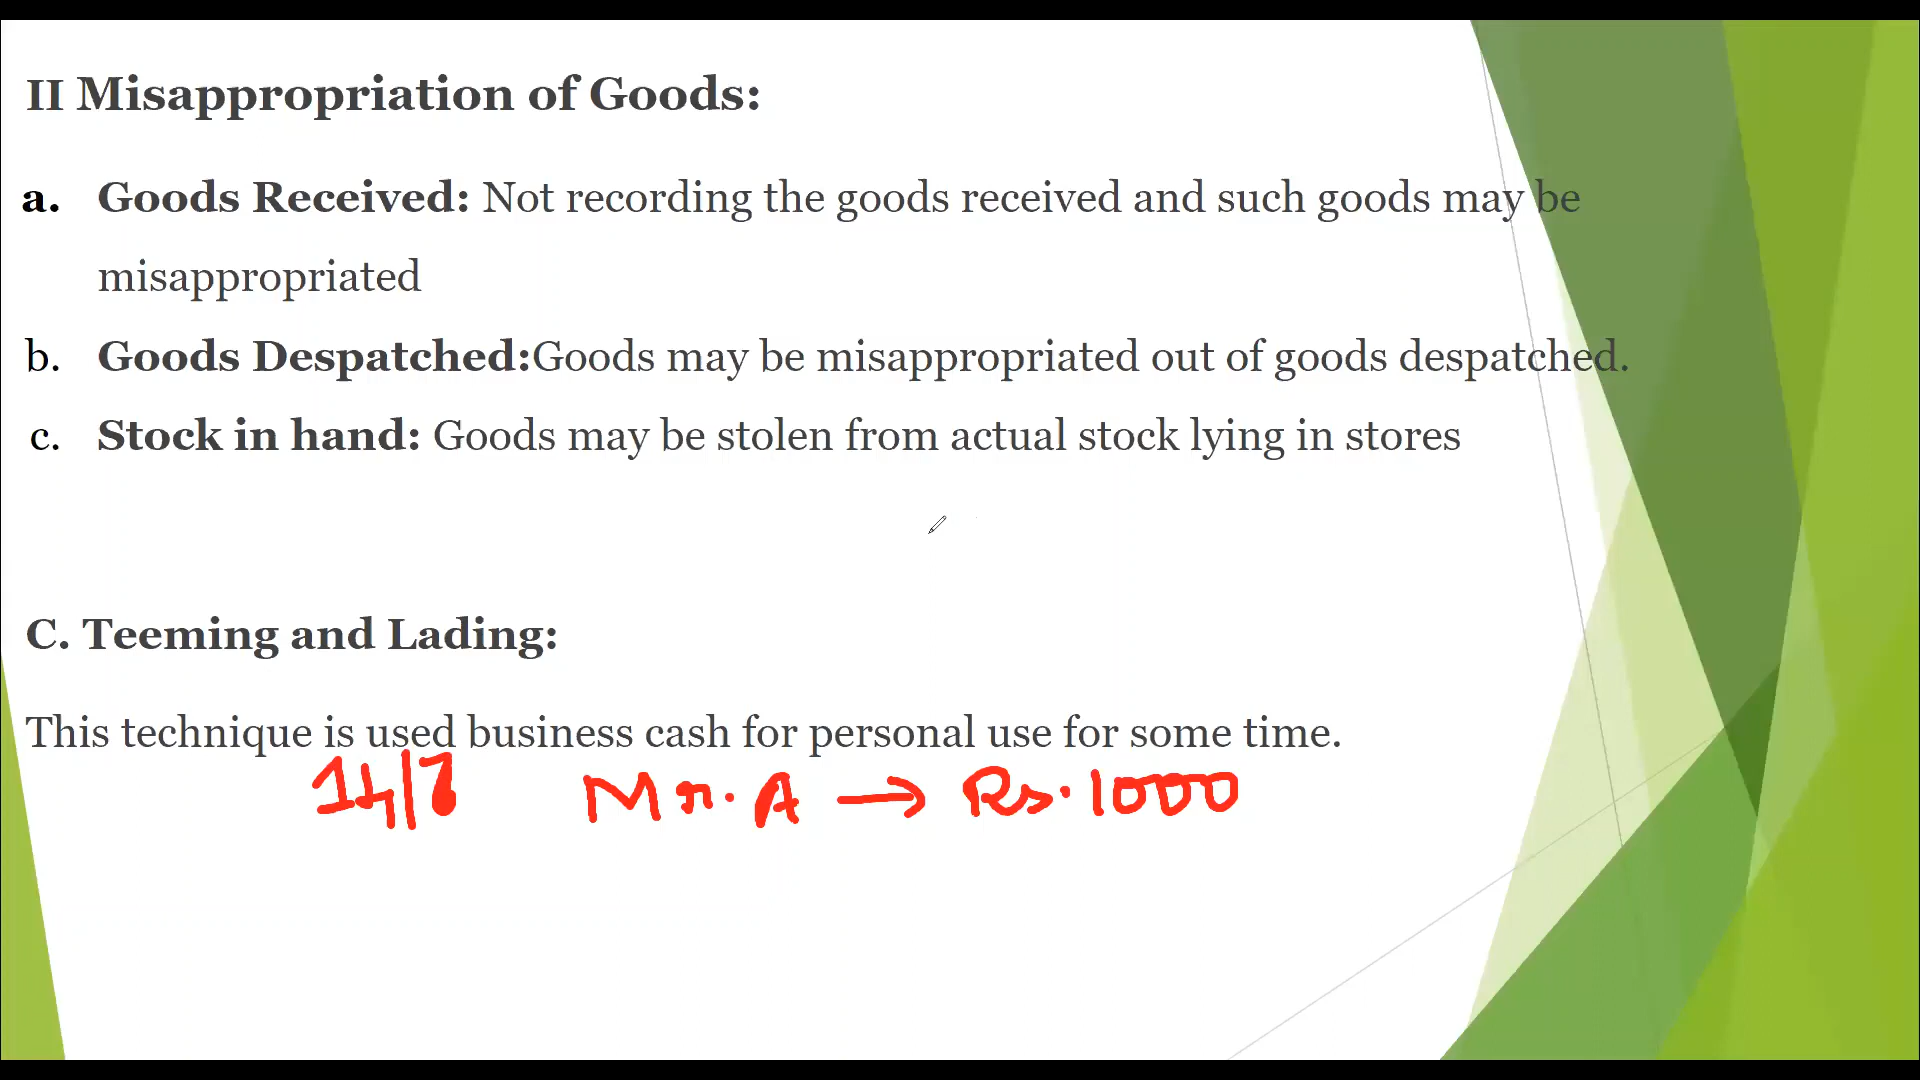 II Misappropriation of Goods:
a. Goods Received: Not recording the goods received and such goods may be
misappropriated
b. Goods Despatched:Goods may be misappropriated out of goods despatched.
c. Stock in hand: Goods may be stolen from actual stock lying in stores
C. Teeming and Lading:
This technique is used business cash for personal use for some time.
Mr. A → Rs. 1000